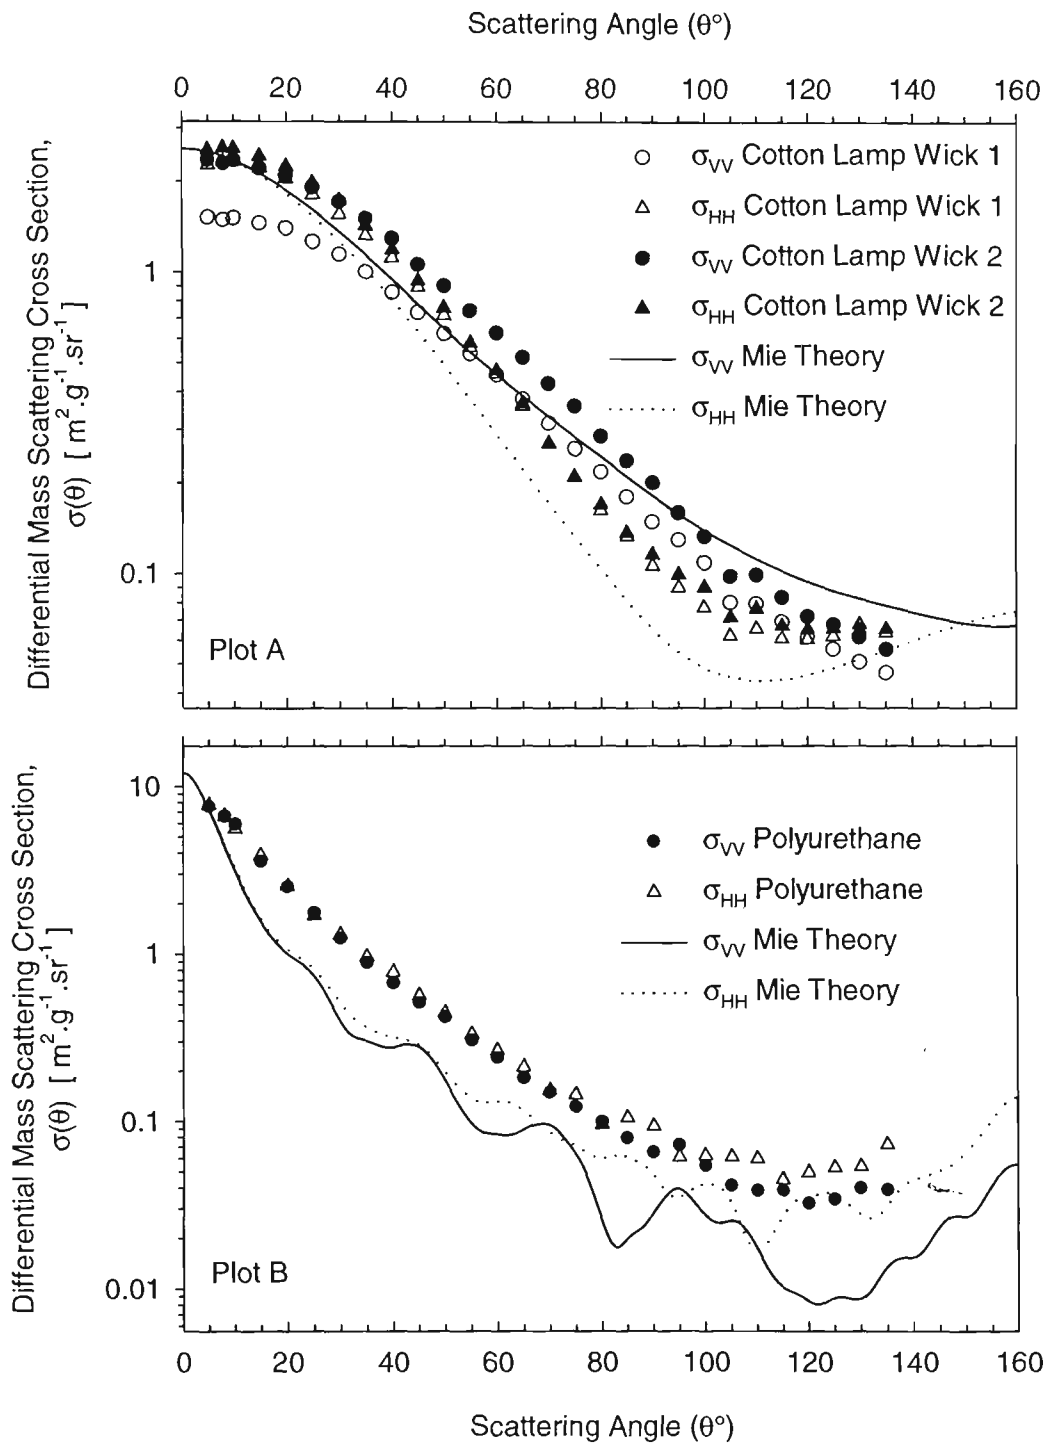 Scattering Angle (θ°)
0 20 40 60 80 100 120 140 160
Differential Mass Scattering Cross Section,
σ(θ) [ m².g⁻¹.sr⁻¹ ]
1
0.1
σVV Cotton Lamp Wick 1
σHH Cotton Lamp Wick 1
σVV Cotton Lamp Wick 2
σHH Cotton Lamp Wick 2
σVV Mie Theory
σHH Mie Theory
Plot A
Differential Mass Scattering Cross Section,
σ(θ) [ m².g⁻¹.sr⁻¹ ]
10
1
0.1
0.01
σVV Polyurethane
σHH Polyurethane
σVV Mie Theory
σHH Mie Theory
Plot B
0 20 40 60 80 100 120 140 160
Scattering Angle (θ°)